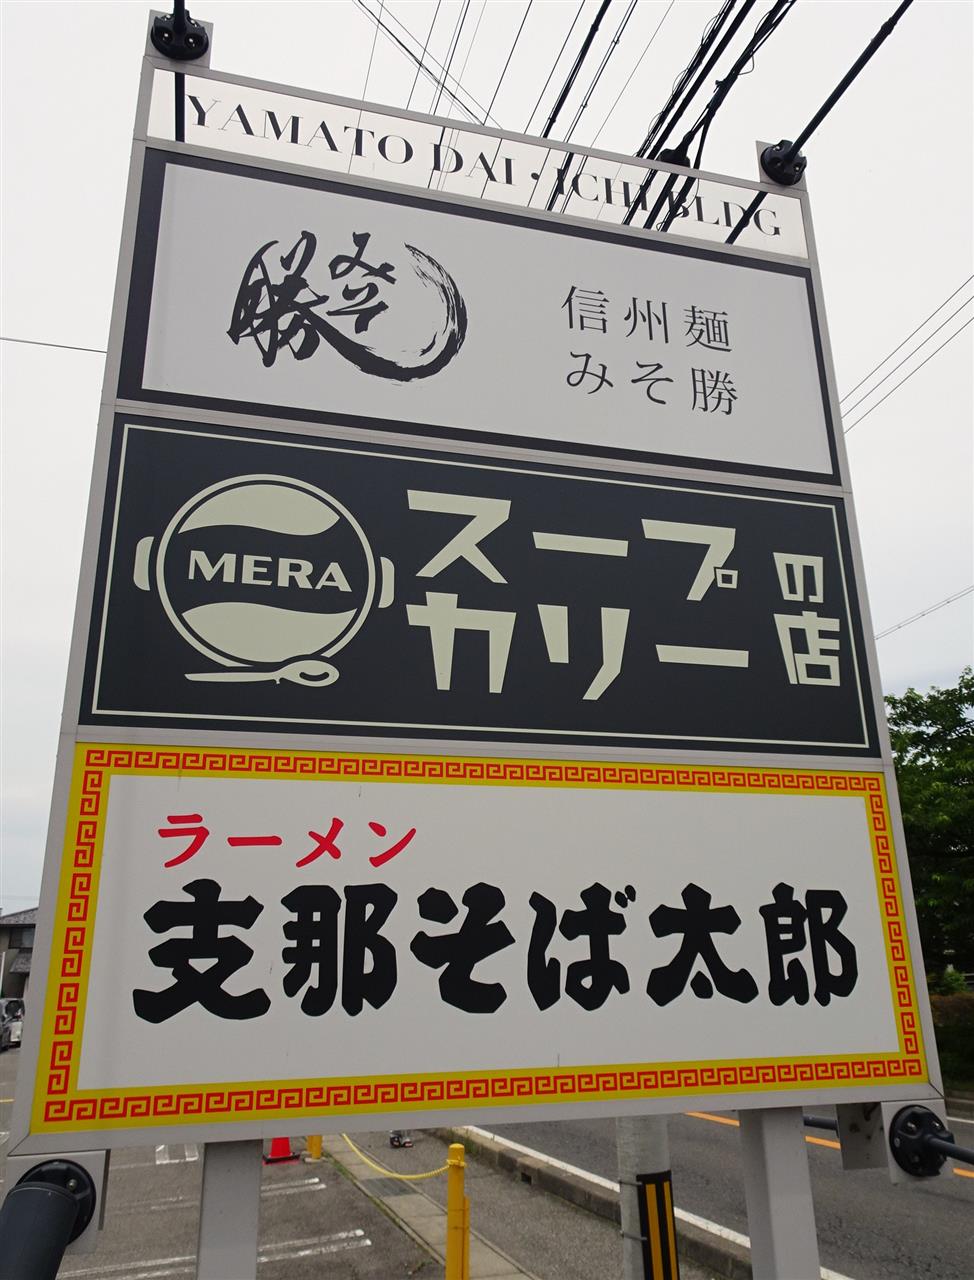 YAMATO DAI・ICHI BLDG
みそ勝
信州麺
みそ勝
MERA
スープ
カリーの店
ラーメン
支那そば太郎